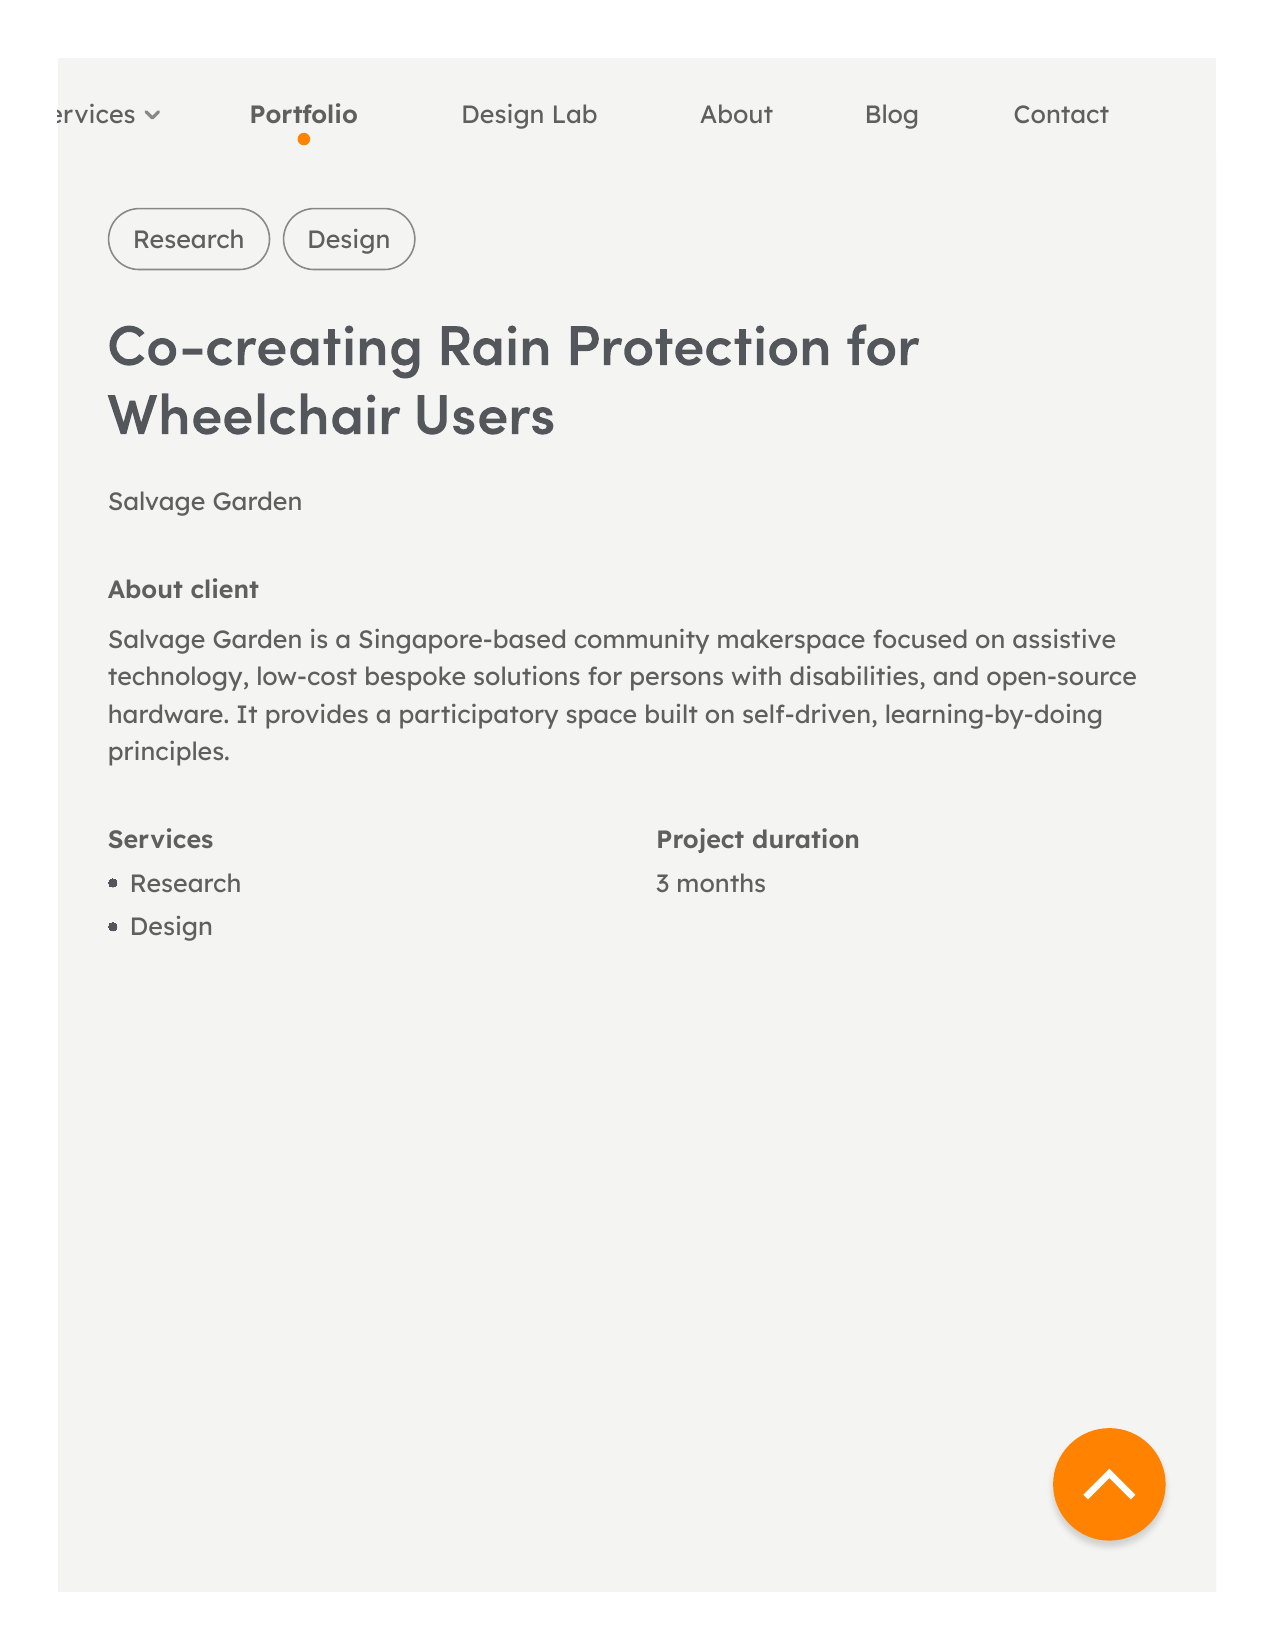 ervices
Portfolio
Design Lab
About
Blog
Contact
Research
Design
Co-creating Rain Protection for
Wheelchair Users
Salvage Garden
About client
Salvage Garden is a Singapore-based community makerspace focused on assistive
technology, low-cost bespoke solutions for persons with disabilities, and open-source
hardware. It provides a participatory space built on self-driven, learning-by-doing
principles.
Services
• Research
• Design
Project duration
3 months